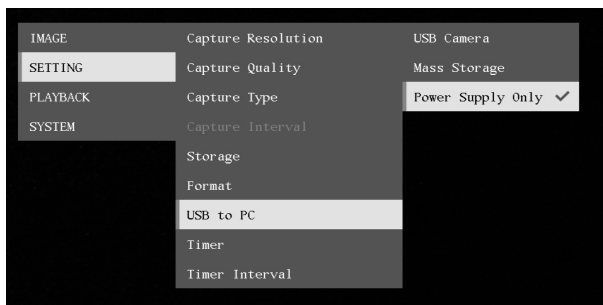 IMAGE
SETTING
PLAYBACK
SYSTEM
Capture Resolution
Capture Quality
Capture Type
Capture Interval
Storage
Format
USB to PC
Timer
Timer Interval
USB Camera
Mass Storage
Power Supply Only